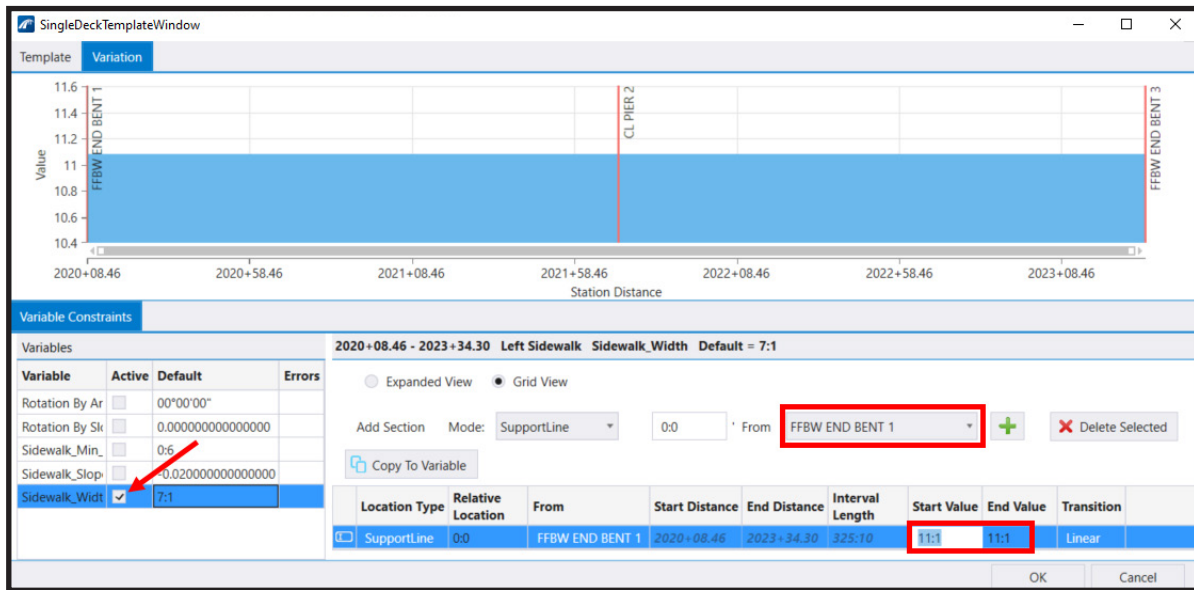 SingleDeckTemplateWindow
Template Variation
11.6
11.4
11.2
11
10.8
10.6
10.4
Value
FFBW END BENT 1
CL PIER 2
FFBW END BENT 3
2020+08.46 2020+58.46 2021+08.46 2021+58.46 2022+08.46 2022+58.46 2023+08.46
Station Distance
Variable Constraints
Variables
Variable Active Default Errors
Rotation By Ar 00°00'00"
Rotation By Slo 0.000000000000000
Sidewalk_Min_ 0:6
Sidewalk_Slop -0.020000000000000
Sidewalk_Widt 7:1
2020+08.46 - 2023+34.30 Left Sidewalk Sidewalk_Width Default = 7:1
Expanded View Grid View
Add Section Mode: SupportLine 0:0 ' From FFBW END BENT 1 Delete Selected
Copy To Variable
Location Type Relative Location From Start Distance End Distance Interval Length Start Value End Value Transition
SupportLine 0:0 FFBW END BENT 1 2020+08.46 2023+34.30 325:10 11:1 11:1 Linear
OK Cancel